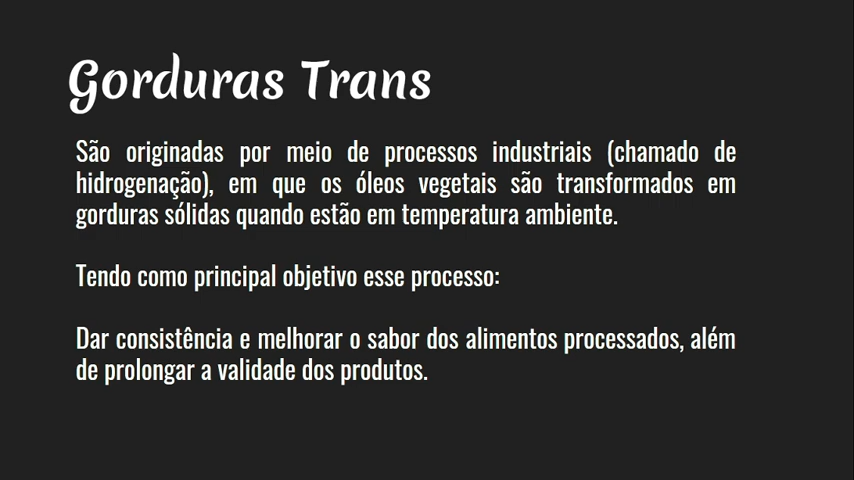 Gorduras Trans
São originadas por meio de processos industriais (chamado de
hidrogenação), em que os óleos vegetais são transformados em
gorduras sólidas quando estão em temperatura ambiente.
Tendo como principal objetivo esse processo:
Dar consistência e melhorar o sabor dos alimentos processados, além
de prolongar a validade dos produtos.